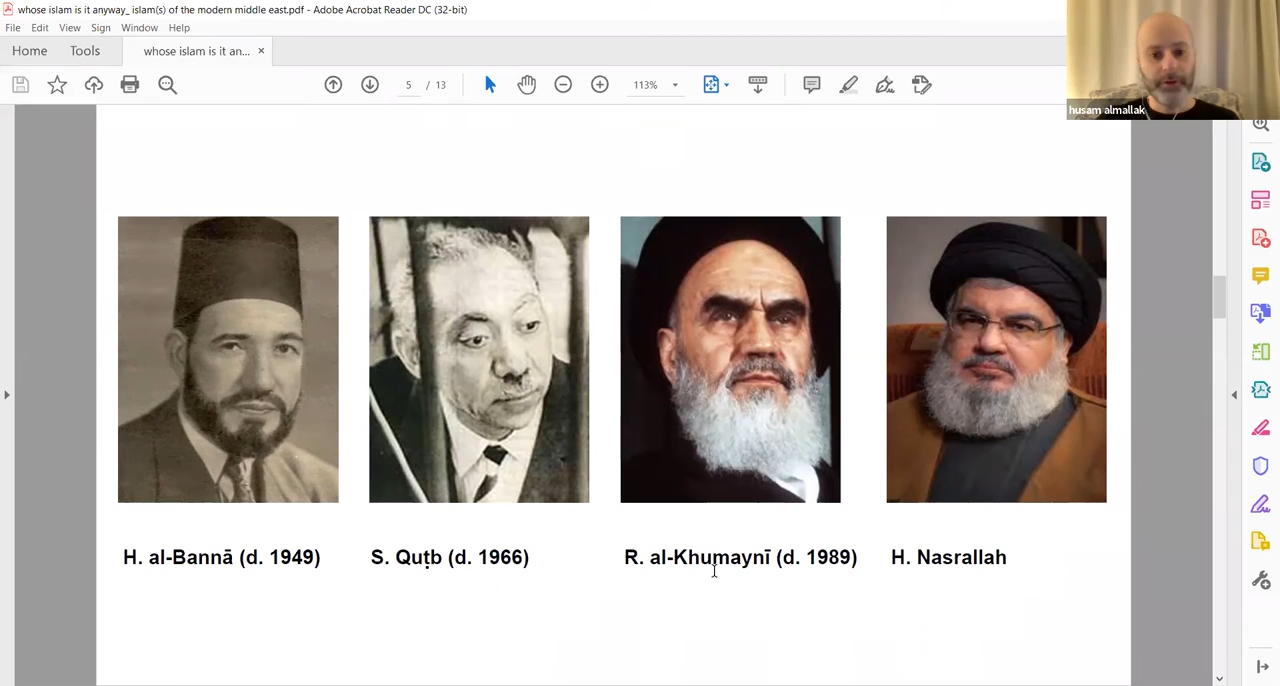 whose islam is it anyway_ islam(s) of the modern middle east.pdf - Adobe Acrobat Reader DC (32-bit)
File Edit View Sign Window Help
Home Tools whose islam is it an... ×
5 / 13 113%
husam almallak
H. al-Bannā (d. 1949) S. Quṭb (d. 1966) R. al-Khumaynī (d. 1989) H. Nasrallah